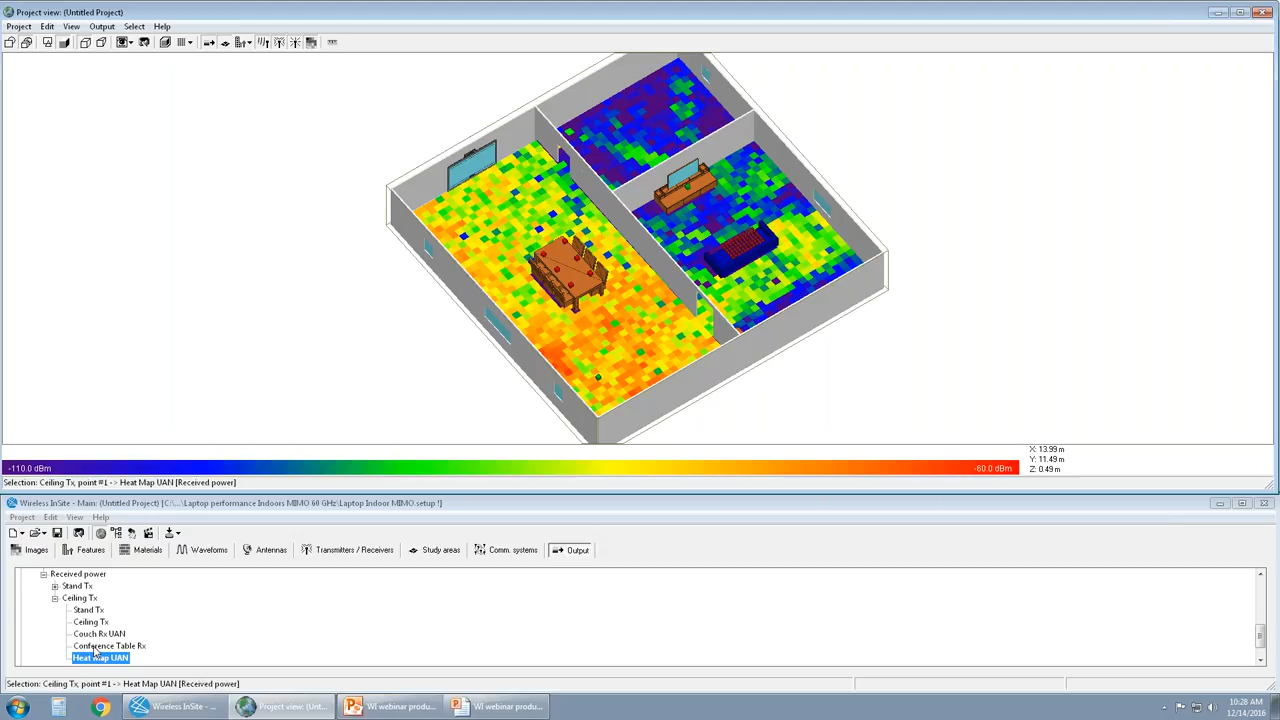 Project view: (Untitled Project)
Project Edit View Output Select Help
-110.0 dBm
-60.0 dBm
X: 13.99 m
Y: 11.49 m
Z: 0.49 m
Selection: Ceiling Tx, point #1 -> Heat Map UAN [Received power]
Wireless InSite - Main: (Untitled Project) [C:\...\Laptop performance Indoors MIMO 60 GHz\Laptop Indoor MIMO.setup !]
Project Edit View Help
Images Features Materials Waveforms Antennas Transmitters / Receivers Study areas Comm. systems Output
Received power
Stand Tx
Ceiling Tx
Stand Tx
Ceiling Tx
Couch Rx UAN
Conference Table Rx
Heat Map UAN
Selection: Ceiling Tx, point #1 -> Heat Map UAN [Received power]
Wireless InSite - ... Project view: (Unt... WI webinar produ... WI webinar produ...
10:28 AM
12/14/2016